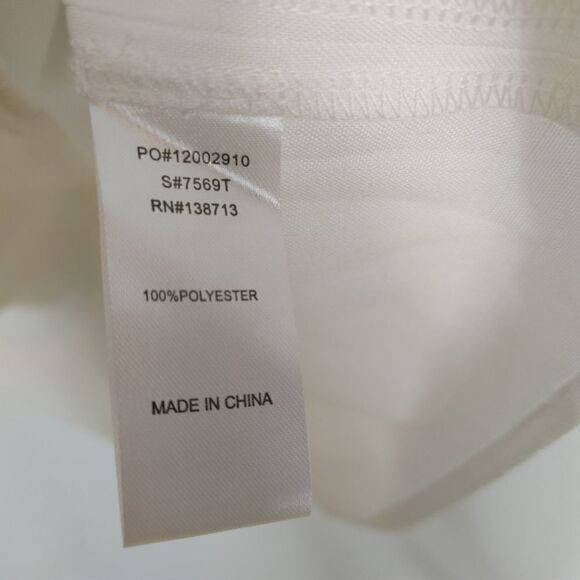 PO#12002910
S#7569T
RN#138713
100%POLYESTER
MADE IN CHINA